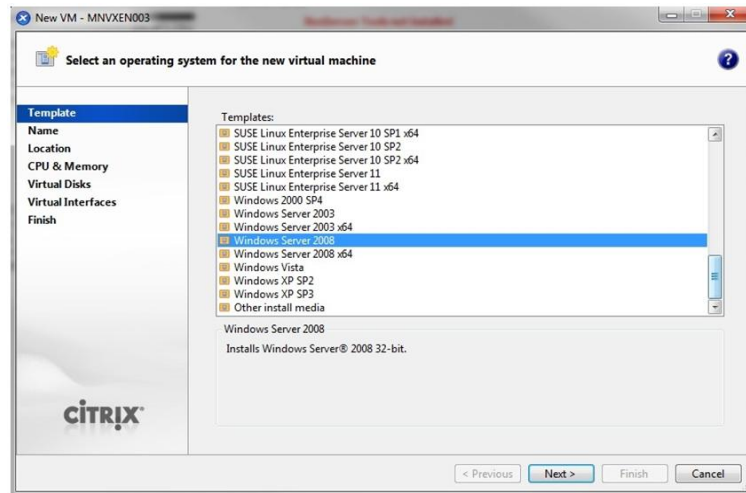 New VM - MNVXEN003
Select an operating system for the new virtual machine
Template
Name
Location
CPU & Memory
Virtual Disks
Virtual Interfaces
Finish
CITRIX
Templates:
SUSE Linux Enterprise Server 10 SP1 x64
SUSE Linux Enterprise Server 10 SP2
SUSE Linux Enterprise Server 10 SP2 x64
SUSE Linux Enterprise Server 11
SUSE Linux Enterprise Server 11 x64
Windows 2000 SP4
Windows Server 2003
Windows Server 2003 x64
Windows Server 2008
Windows Server 2008 x64
Windows Vista
Windows XP SP2
Windows XP SP3
Other install media
Windows Server 2008
Installs Windows Server® 2008 32-bit.
< Previous
Next >
Finish
Cancel